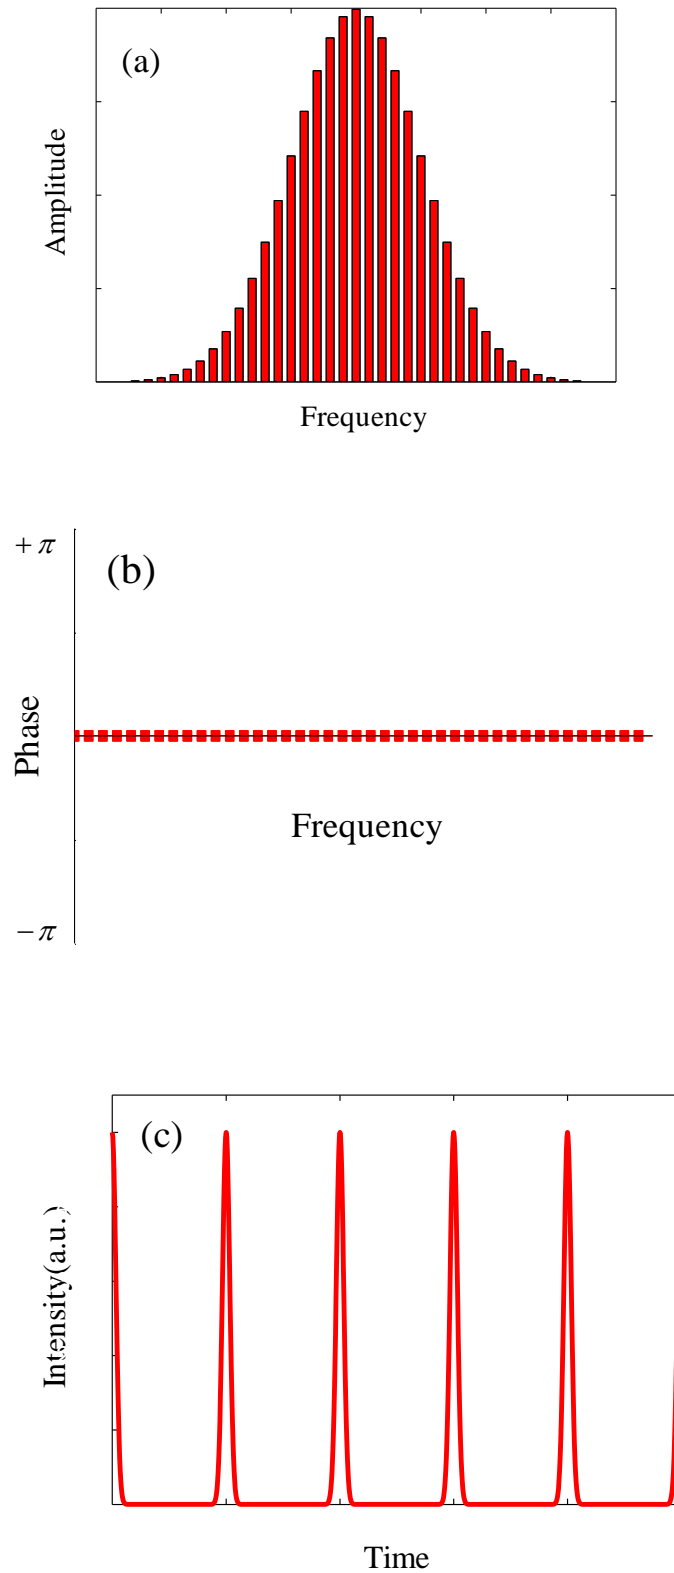 (a)
Amplitude
Frequency
+π
(b)
Phase
Frequency
−π
(c)
Intensity(a.u.)
Time